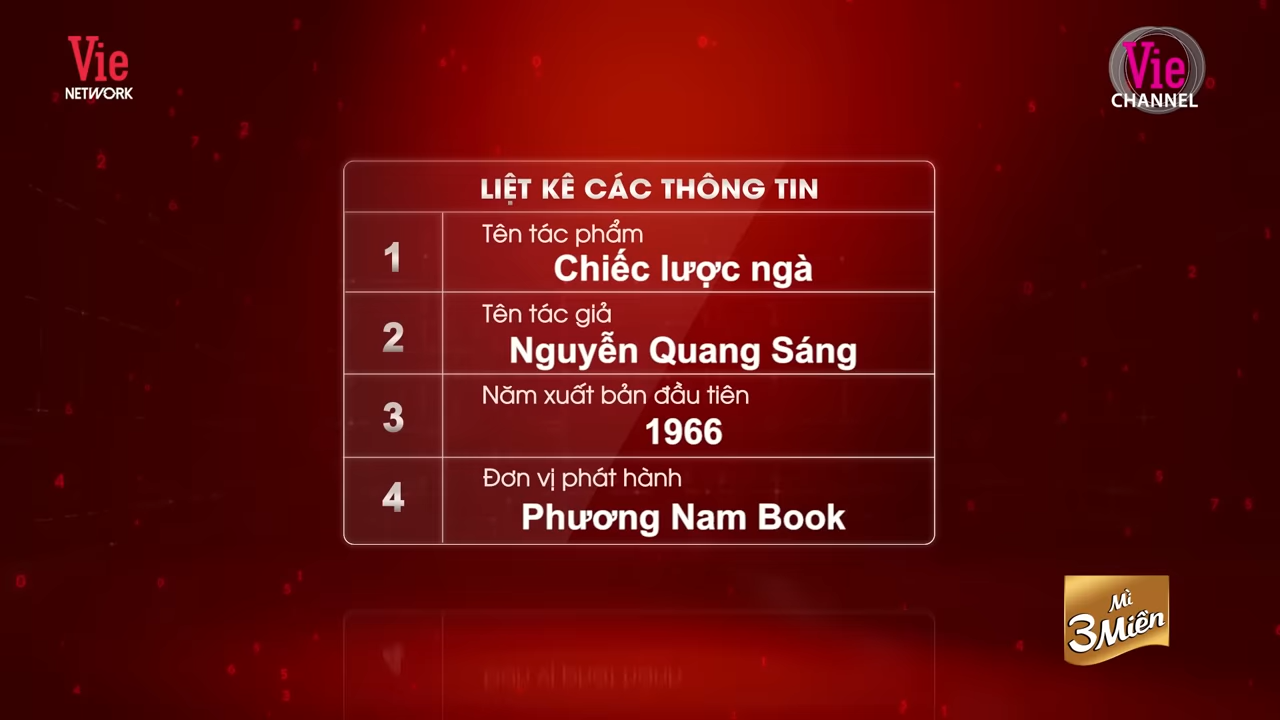 Vie
NETWORK
Vie
CHANNEL
LIỆT KÊ CÁC THÔNG TIN
1
Tên tác phẩm
Chiếc lược ngà
2
Tên tác giả
Nguyễn Quang Sáng
3
Năm xuất bản đầu tiên
1966
4
Đơn vị phát hành
Phương Nam Book
Mì
3 Miền